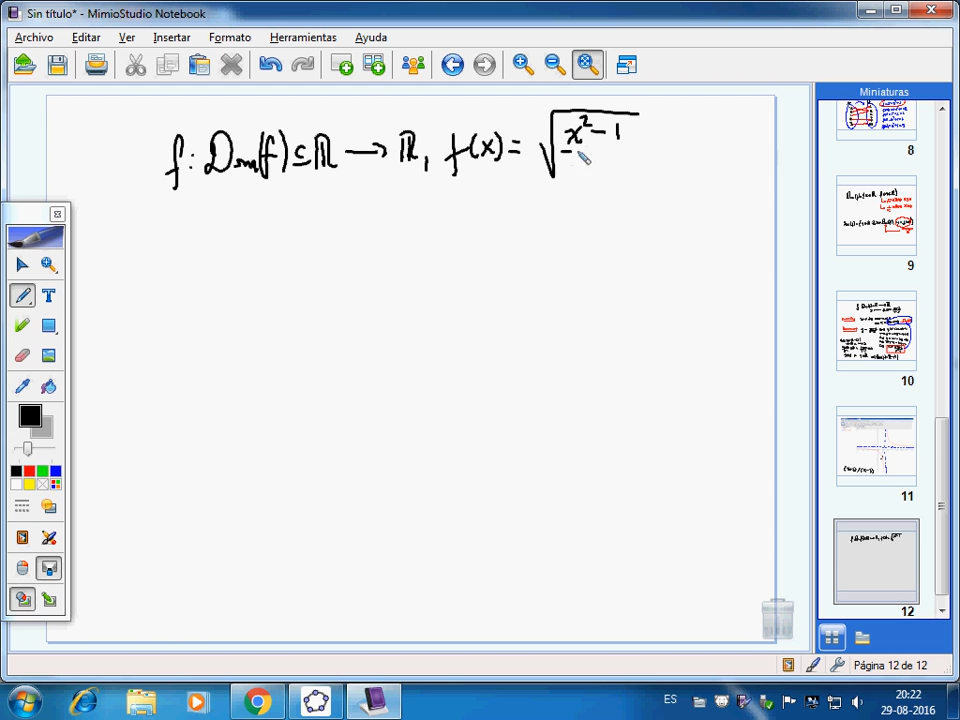 Sin título* - MimioStudio Notebook
Archivo Editar Ver Insertar Formato Herramientas Ayuda
Miniaturas
f: Dom(f) ⊆ ℝ → ℝ, f(x) = √(x² - 1
8
9
10
11
12
Página 12 de 12
ES
20:22
29-08-2016